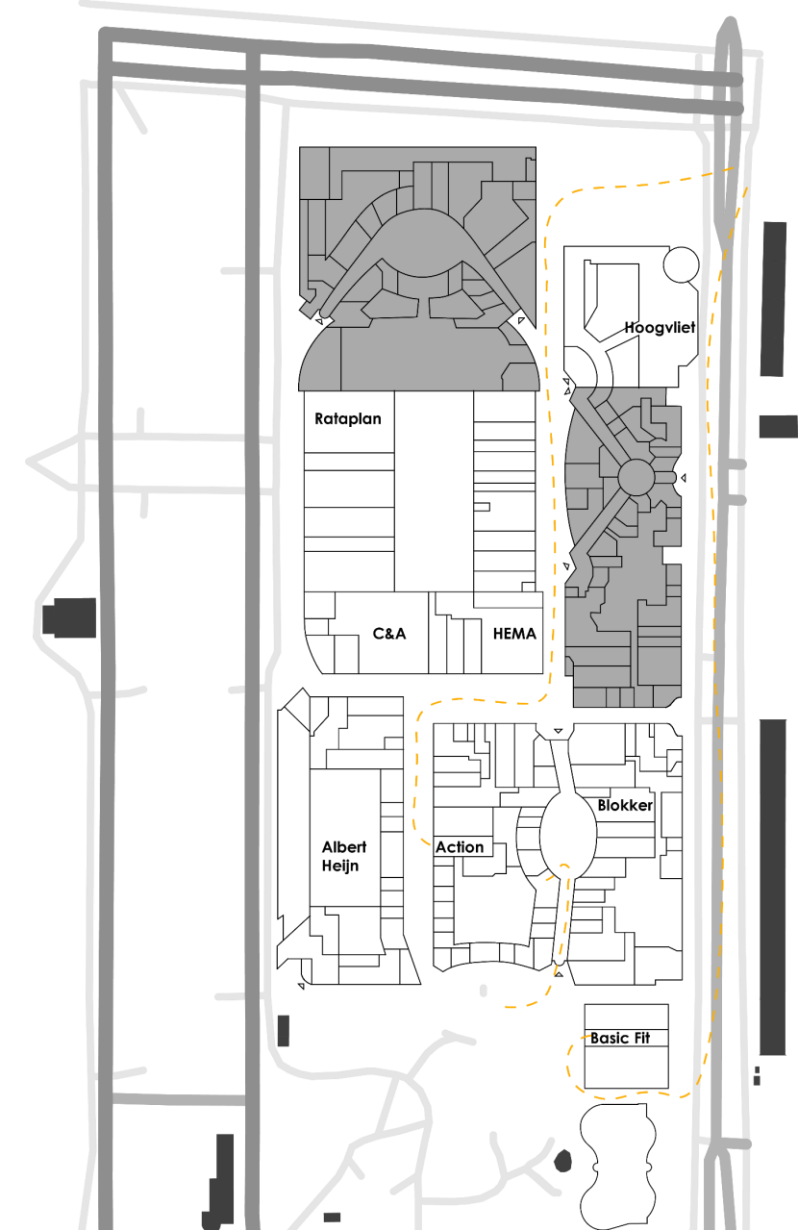 Hoogvliet
Rataplan
C&A
HEMA
Blokker
Albert
Heijn
Action
Basic Fit